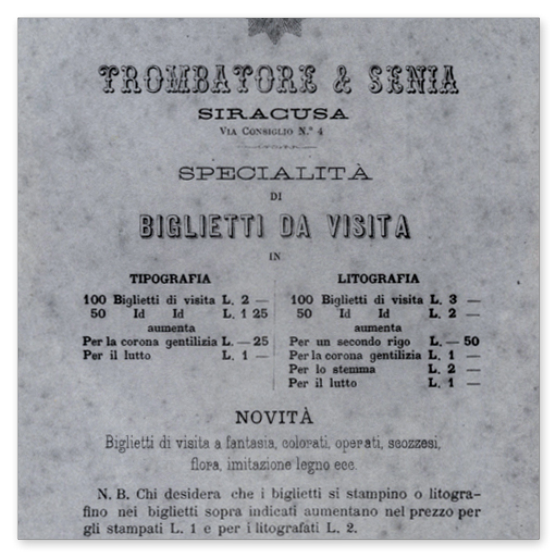 TROMBATORE & SENIA
SIRACUSA
VIA CONSIGLIO N.° 4
SPECIALITÀ
DI
BIGLIETTI DA VISITA
IN
TIPOGRAFIA
100 Biglietti di visita L. 2 —
50 Id Id L. 1 25
aumenta
Per la corona gentilizia L. — 25
Per il lutto L. 1 —
LITOGRAFIA
100 Biglietti di visita L. 3 —
50 Id Id L. 2 —
aumenta
Per un secondo rigo L. — 50
Per la corona gentilizia L. 1 —
Per lo stemma L. 2 —
Per il lutto L. 1 —
NOVITÀ
Biglietti di visita a fantasia, colorati, operati, scozzesi,
flora, imitazione legno ecc.
N. B. Chi desidera che i biglietti si stampino o litogra-
fino nei biglietti sopra indicati aumentano nel prezzo per
gli stampati L. 1 e per i litografati L. 2.